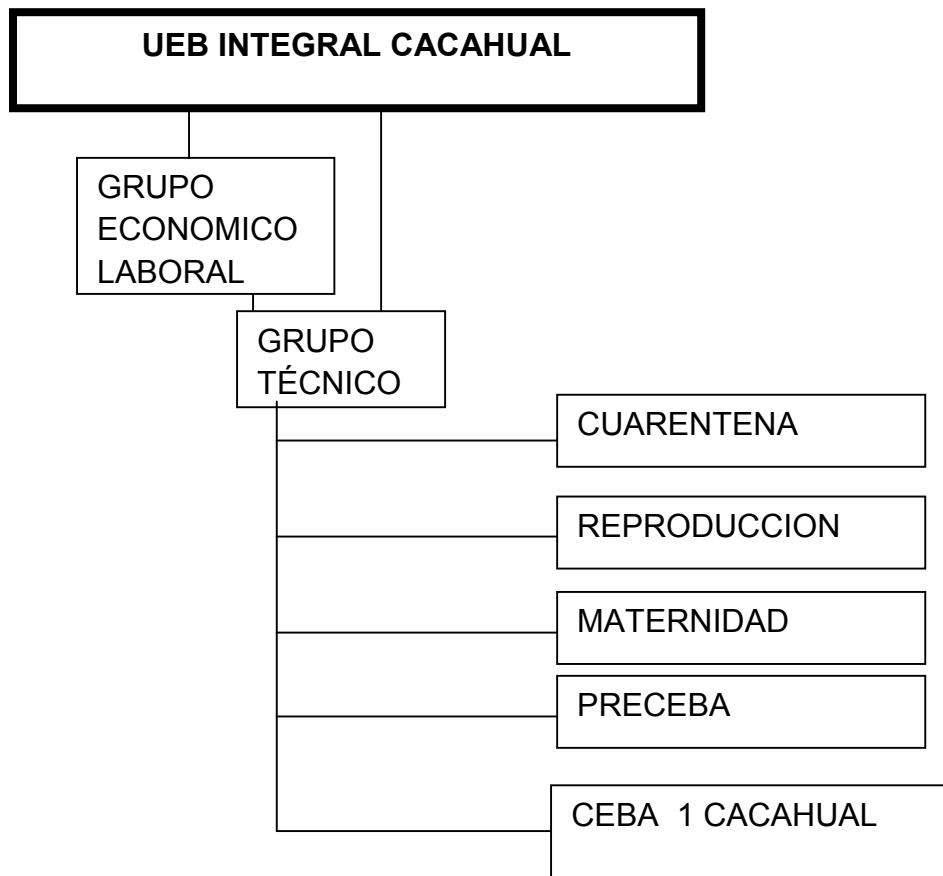 UEB INTEGRAL CACAHUAL
GRUPO
ECONOMICO
LABORAL
GRUPO
TÉCNICO
CUARENTENA
REPRODUCCION
MATERNIDAD
PRECEBA
CEBA 1 CACAHUAL